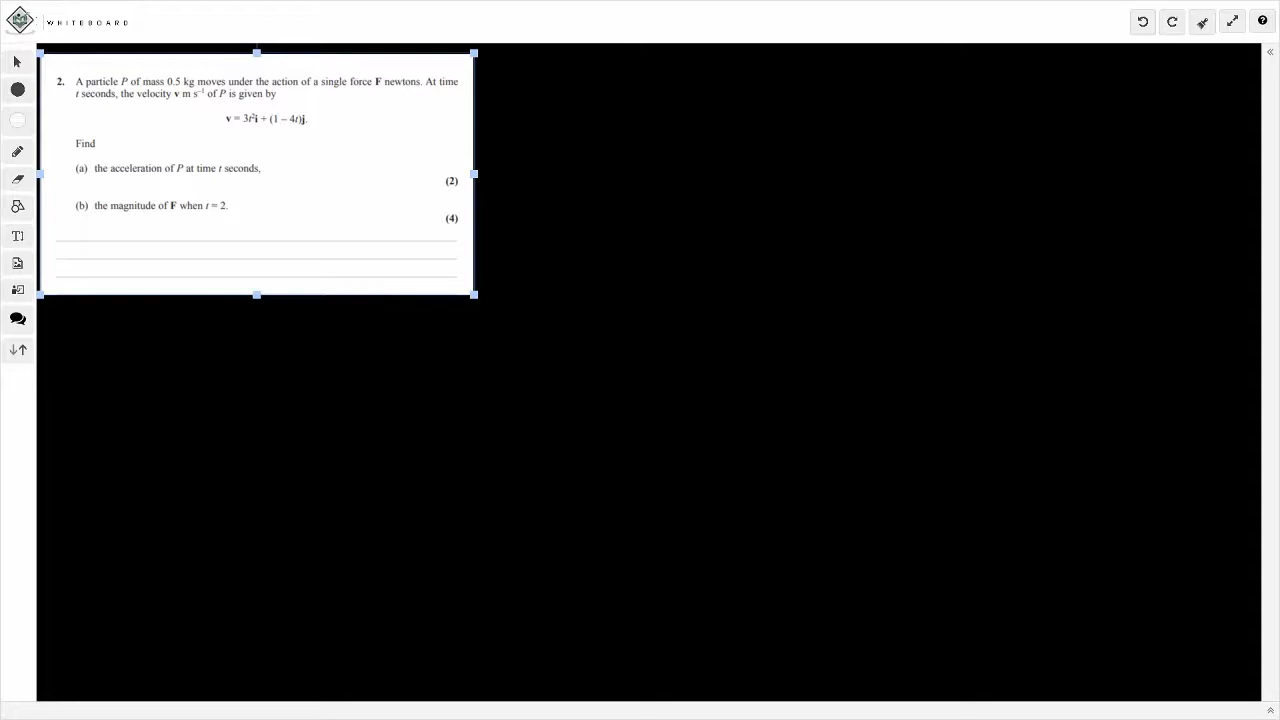 WHITEBOARD
2. A particle P of mass 0.5 kg moves under the action of a single force F newtons. At time
t seconds, the velocity v m s⁻¹ of P is given by
v = 3t²i + (1 – 4t)j.
Find
(a) the acceleration of P at time t seconds,
(2)
(b) the magnitude of F when t = 2.
(4)